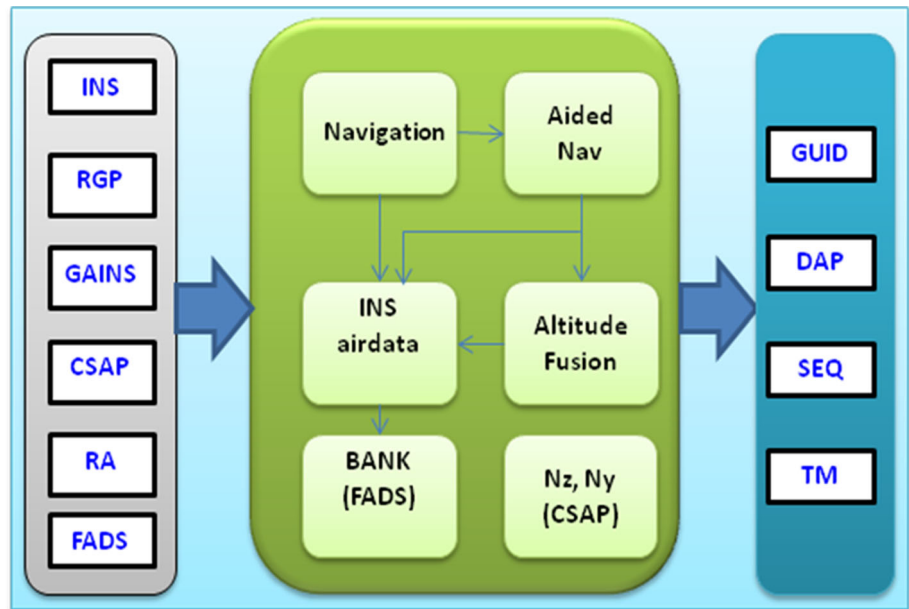 INS
RGP
GAINS
CSAP
RA
FADS
Navigation
Aided
Nav
INS
airdata
Altitude
Fusion
BANK
(FADS)
Nz, Ny
(CSAP)
GUID
DAP
SEQ
TM